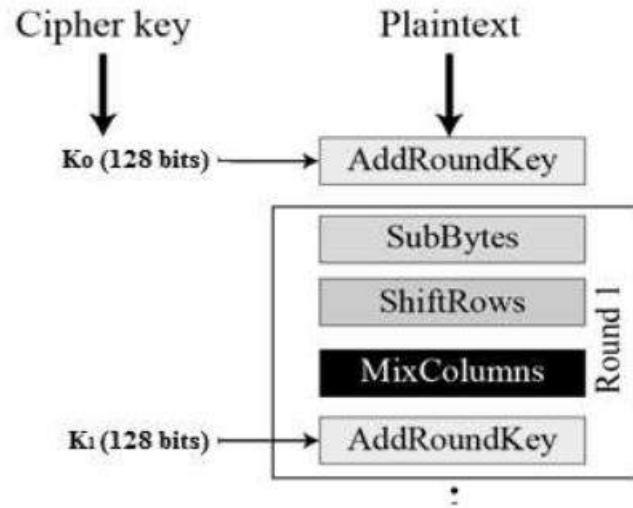 Cipher key
Plaintext
K0 (128 bits)
AddRoundKey
SubBytes
ShiftRows
MixColumns
K1 (128 bits)
AddRoundKey
Round 1